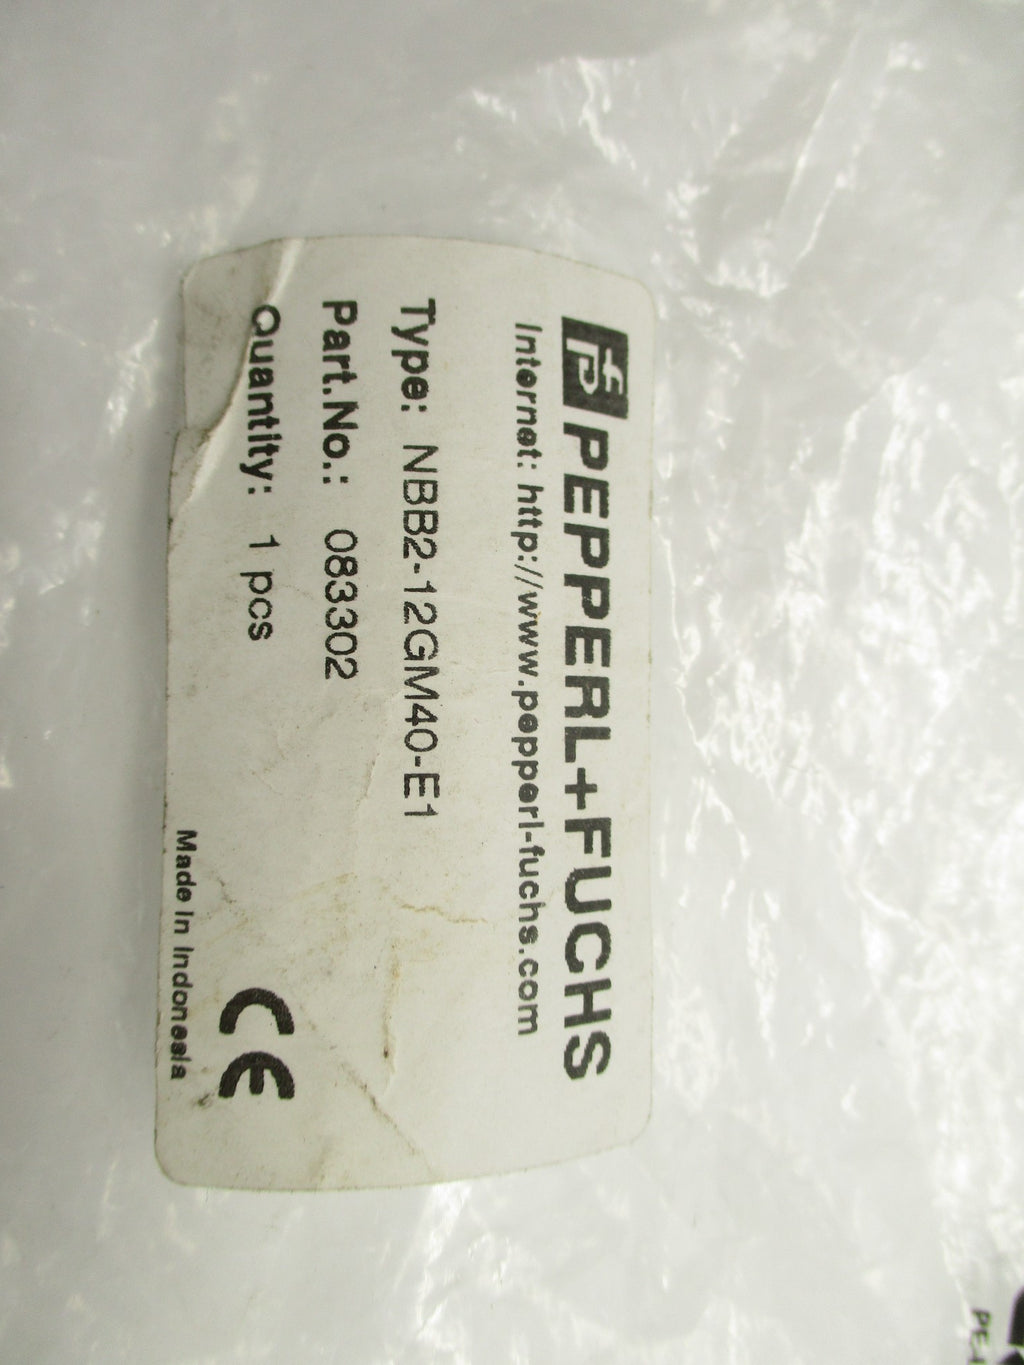 PEPPERL+FUCHS
Internet: http://www.pepperl-fuchs.com
Type: NBB2-12GM40-E1
Part.No.: 083302
Quantity: 1 pcs
Made in Indonesia
CE